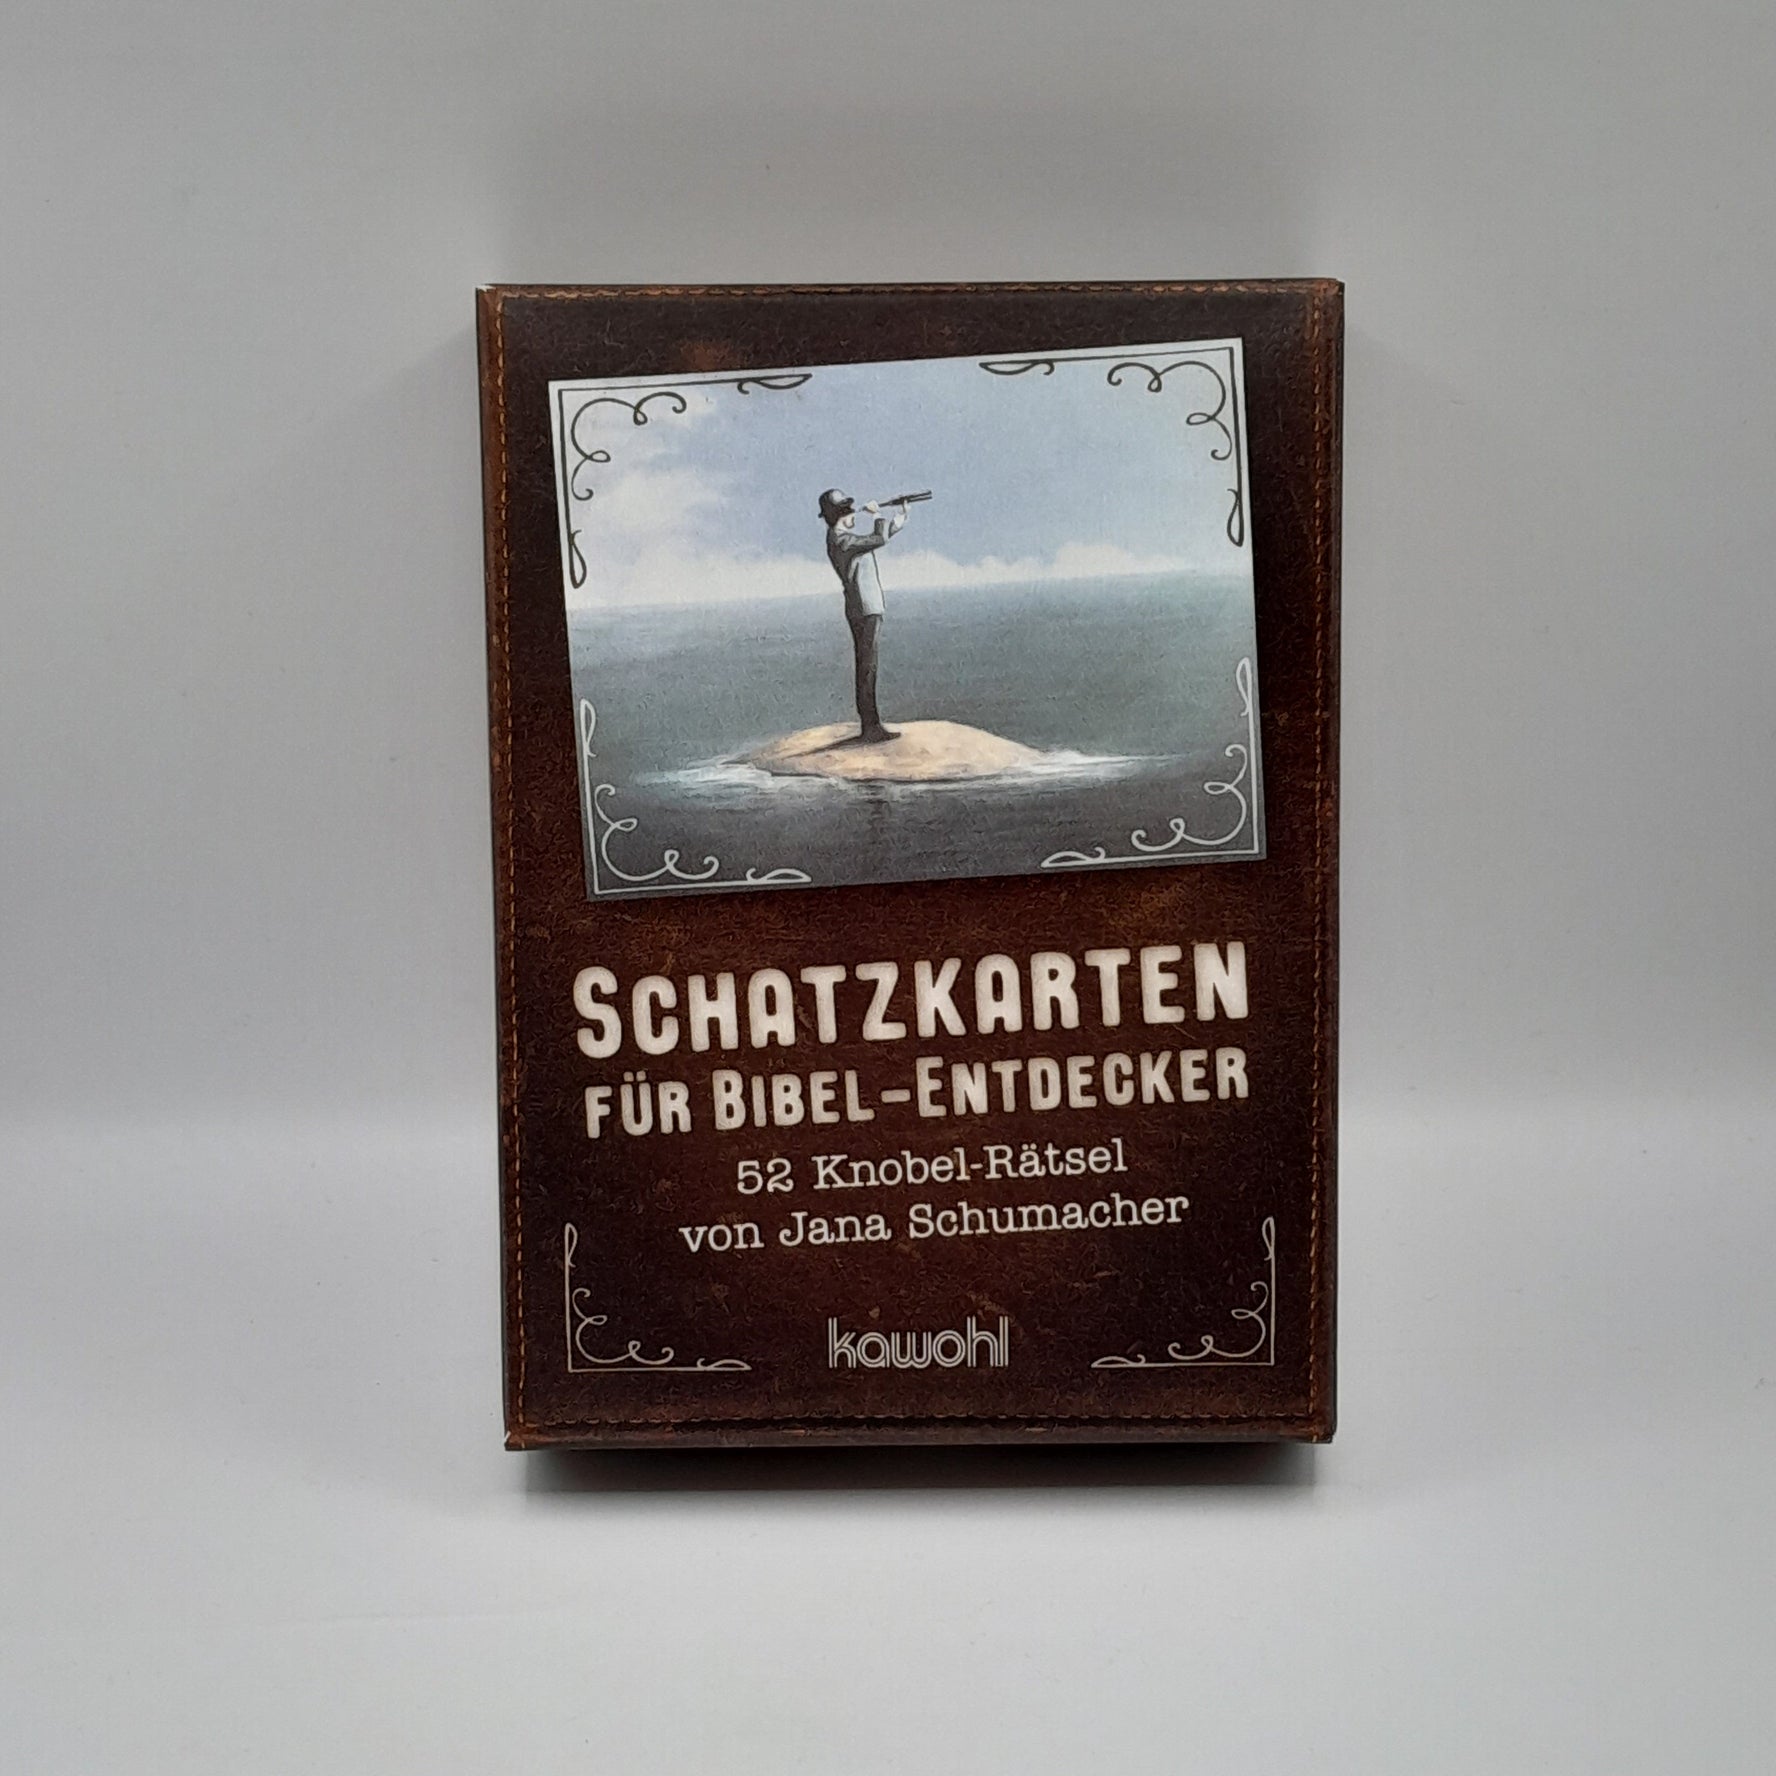 SCHATZKARTEN
FÜR BIBEL-ENTDECKER
52 Knobel-Rätsel
von Jana Schumacher
kawohl